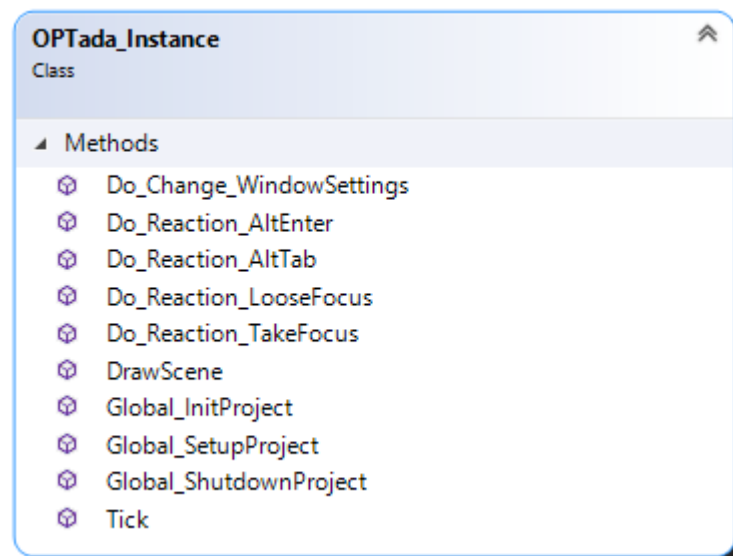 OPTada_Instance
Class
Methods
Do_Change_WindowSettings
Do_Reaction_AltEnter
Do_Reaction_AltTab
Do_Reaction_LooseFocus
Do_Reaction_TakeFocus
DrawScene
Global_InitProject
Global_SetupProject
Global_ShutdownProject
Tick